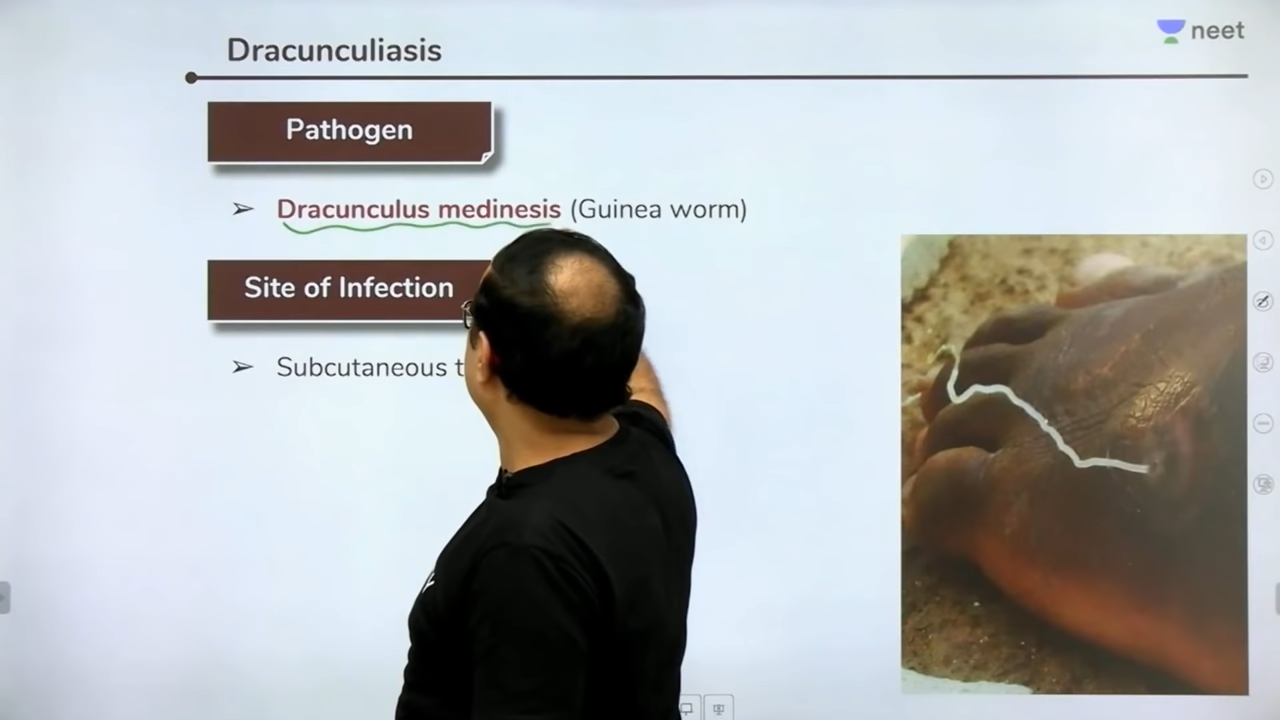 neet
Dracunculiasis
Pathogen
➢ Dracunculus medinesis (Guinea worm)
Site of Infection
➢ Subcutaneous